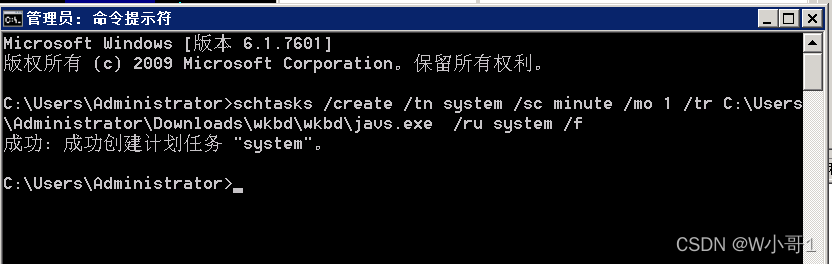 管理员: 命令提示符
Microsoft Windows [版本 6.1.7601]
版权所有 (c) 2009 Microsoft Corporation。保留所有权利。
C:\Users\Administrator>schtasks /create /tn system /sc minute /mo 1 /tr C:\Users
\Administrator\Downloads\wkbd\wkbd\javs.exe  /ru system /f
成功: 成功创建计划任务 "system"。
C:\Users\Administrator>
CSDN @W小哥1